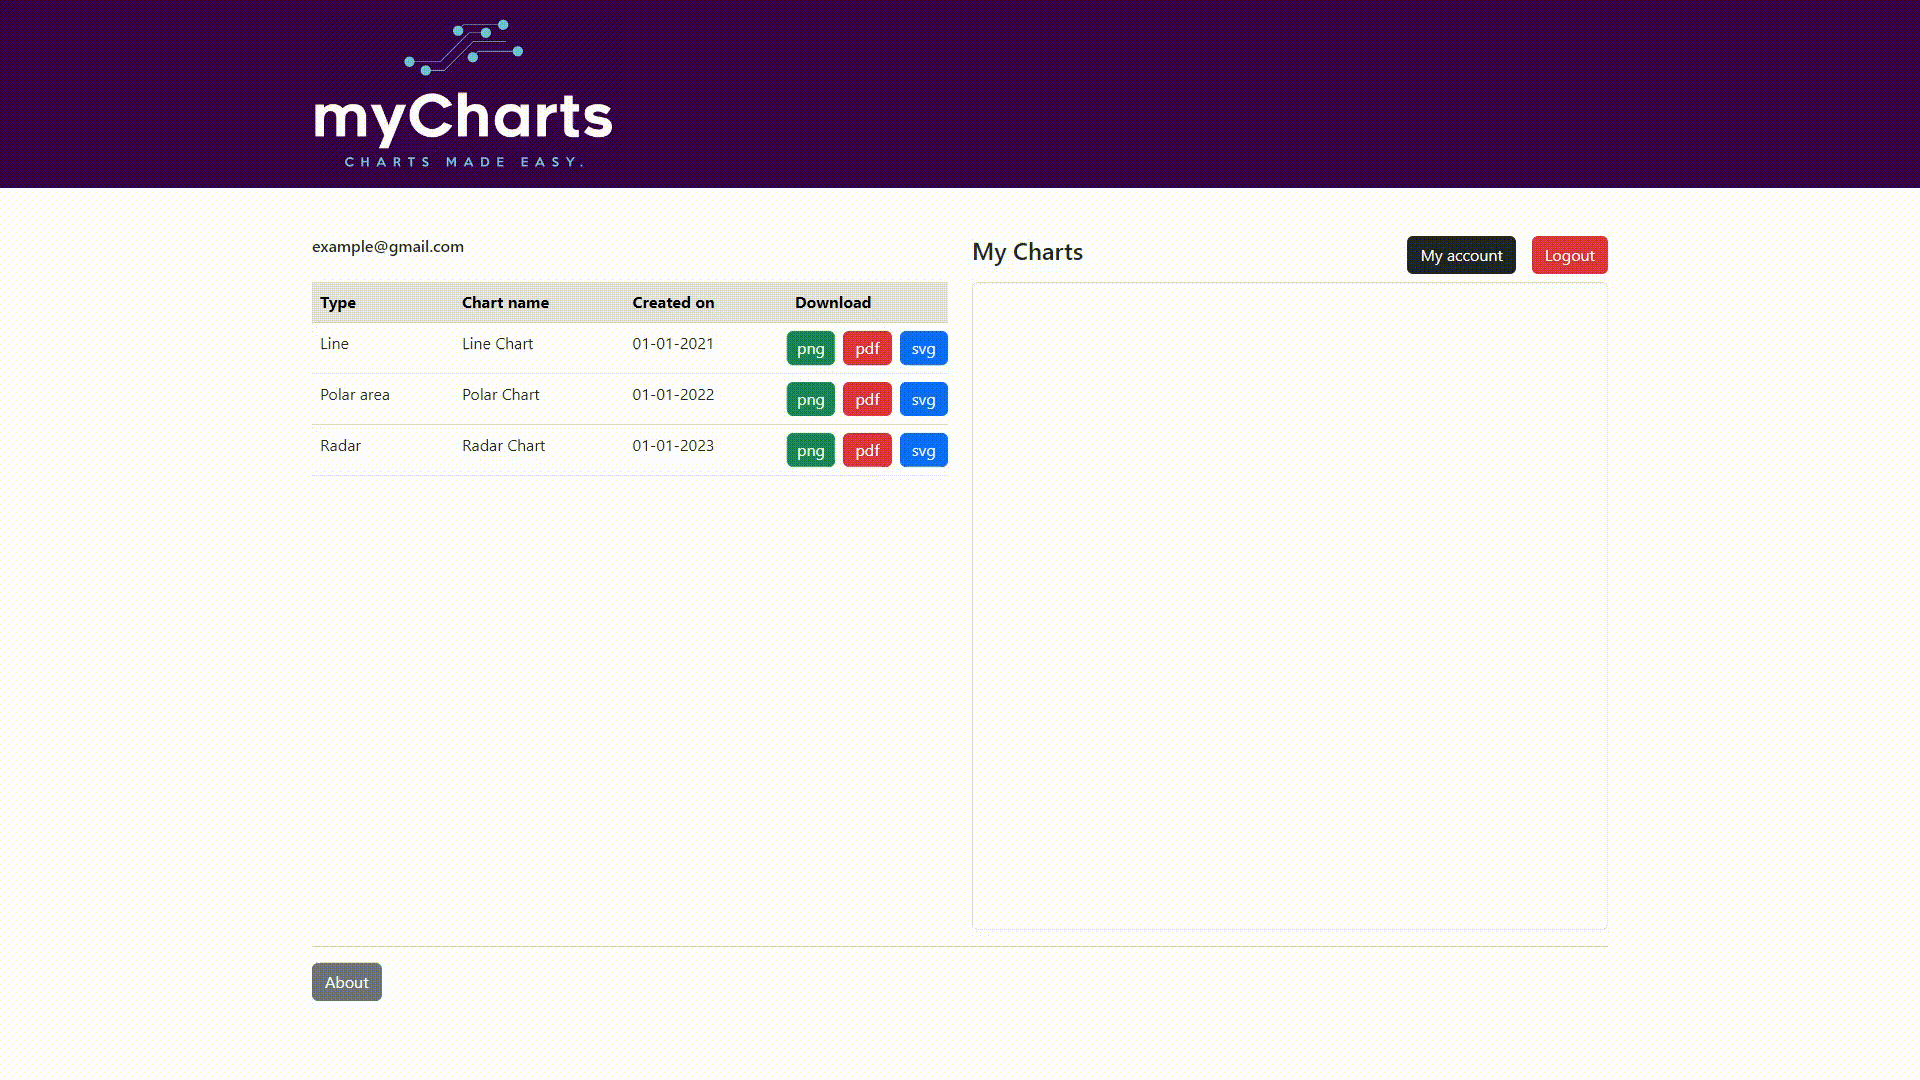 myCharts
CHARTS MADE EASY.
example@gmail.com
My Charts
My account
Logout
Type Chart name Created on Download
Line Line Chart 01-01-2021 png pdf svg
Polar area Polar Chart 01-01-2022 png pdf svg
Radar Radar Chart 01-01-2023 png pdf svg
About